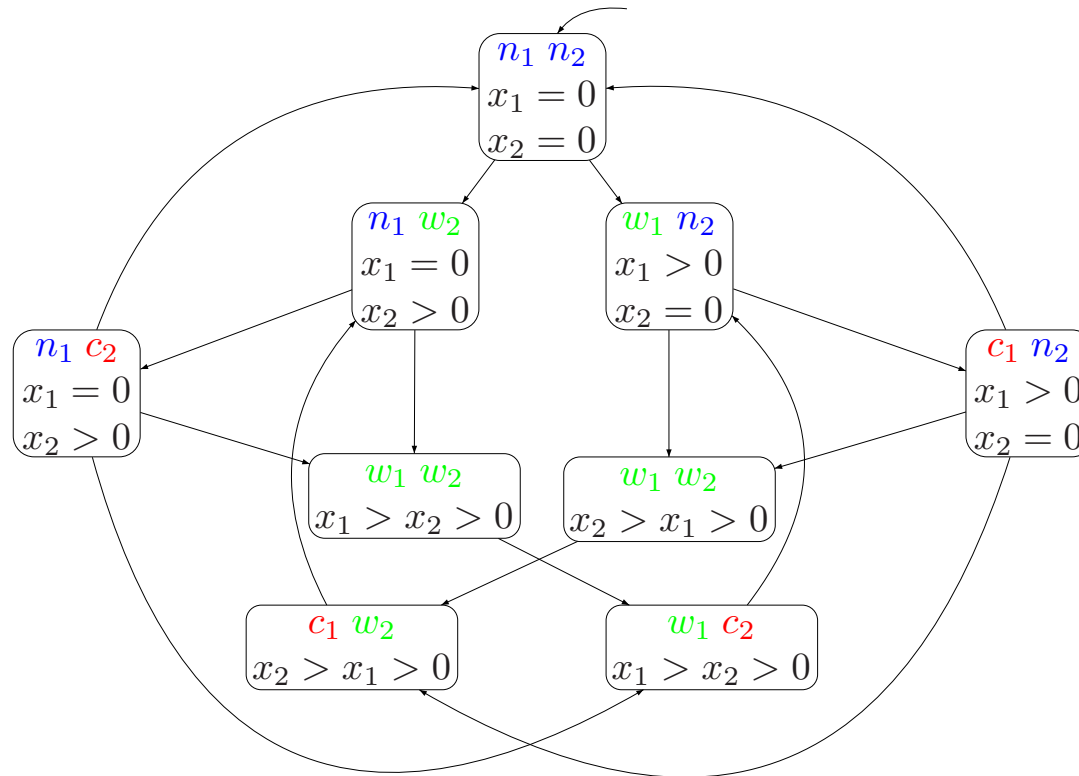 n₁ n₂
x₁ = 0
x₂ = 0
n₁ w₂
x₁ = 0
x₂ > 0
w₁ n₂
x₁ > 0
x₂ = 0
n₁ c₂
x₁ = 0
x₂ > 0
c₁ n₂
x₁ > 0
x₂ = 0
w₁ w₂
x₁ > x₂ > 0
w₁ w₂
x₂ > x₁ > 0
c₁ w₂
x₂ > x₁ > 0
w₁ c₂
x₁ > x₂ > 0